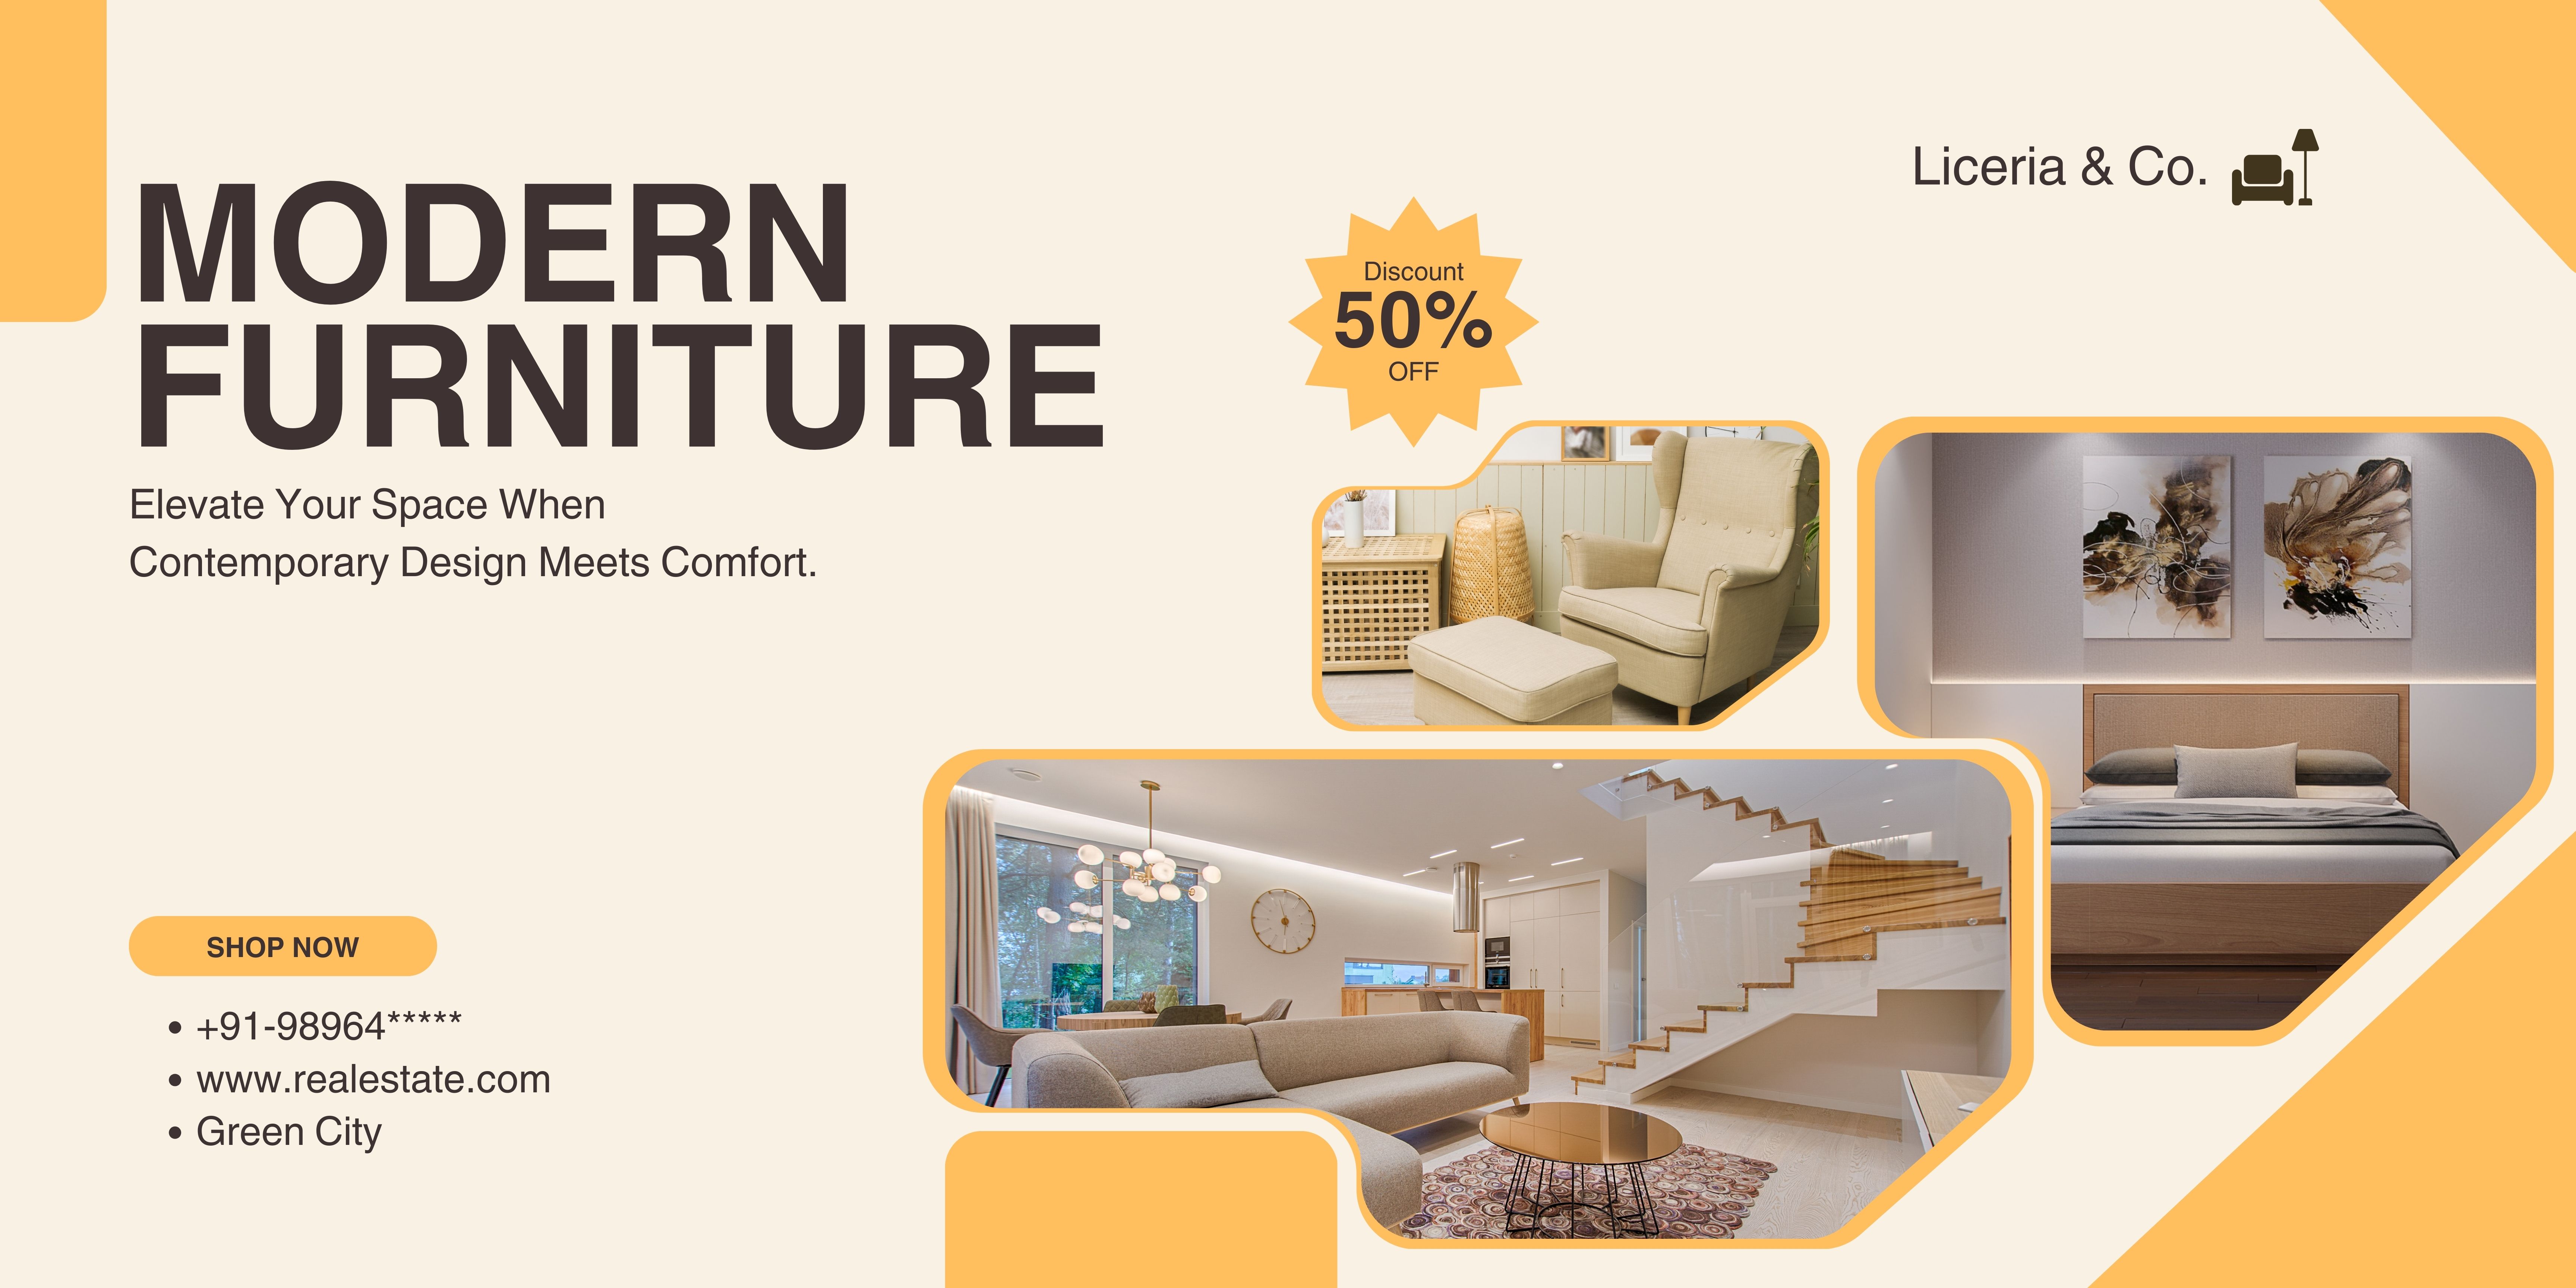 Liceria & Co.
MODERN
FURNITURE
Elevate Your Space When
Contemporary Design Meets Comfort.
Discount
50%
OFF
SHOP NOW
• +91-98964*****
• www.realestate.com
• Green City